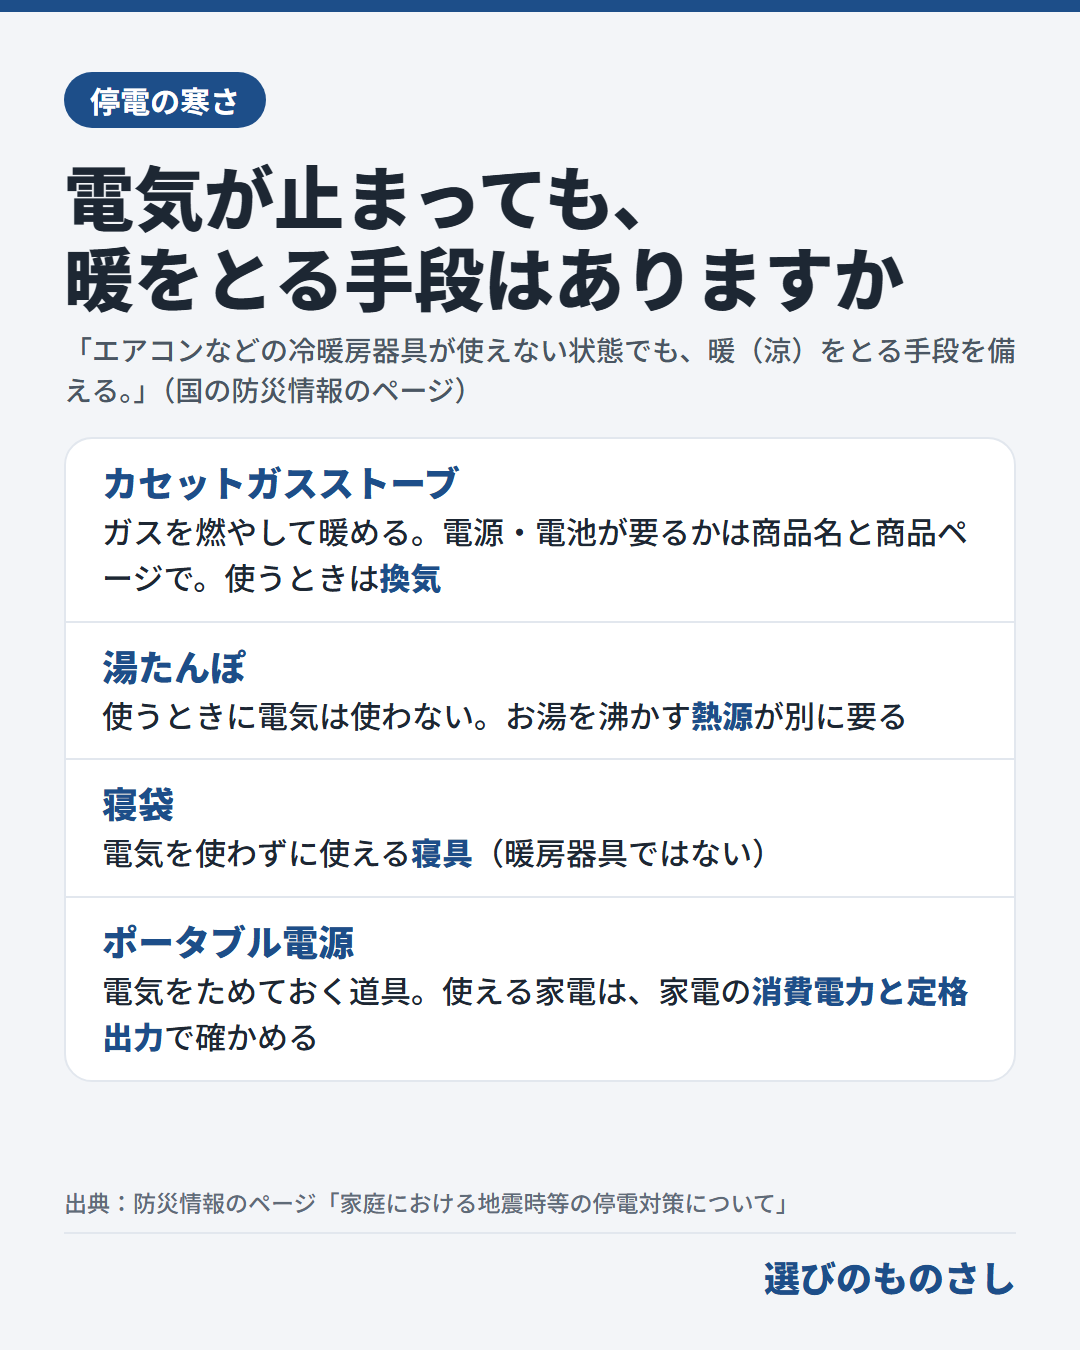 停電の寒さ
電気が止まっても、
暖をとる手段はありますか
「エアコンなどの冷暖房器具が使えない状態でも、暖（涼）をとる手段を備
える。」（国の防災情報のページ）
カセットガスストーブ
ガスを燃やして暖める。電源・電池が要るかは商品名と商品ペ
ージで。使うときは換気
湯たんぽ
使うときに電気は使わない。お湯を沸かす熱源が別に要る
寝袋
電気を使わずに使える寝具（暖房器具ではない）
ポータブル電源
電気をためておく道具。使える家電は、家電の消費電力と定格
出力で確かめる
出典：防災情報のページ「家庭における地震時等の停電対策について」
選びのものさし